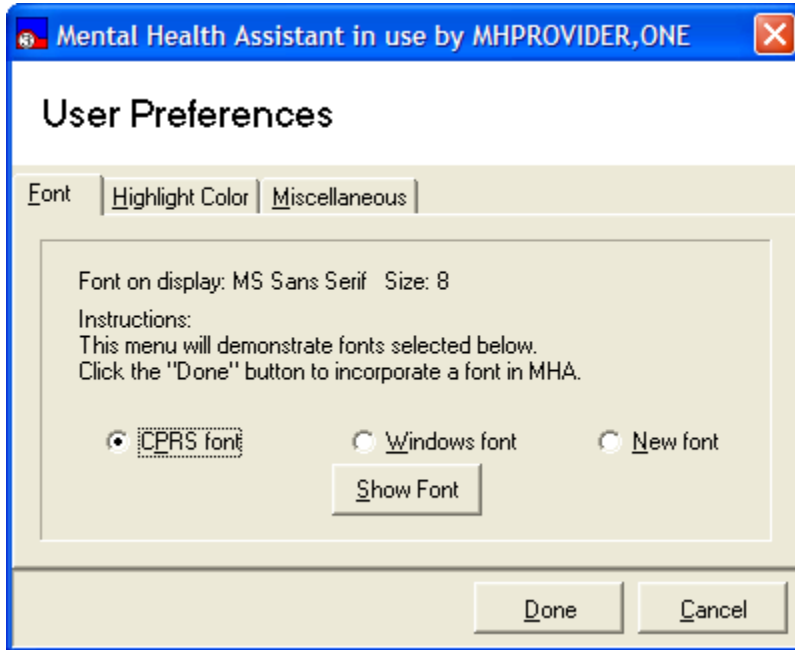 Mental Health Assistant in use by MHPROVIDER,ONE
User Preferences
Font Highlight Color Miscellaneous
Font on display: MS Sans Serif Size: 8
Instructions:
This menu will demonstrate fonts selected below.
Click the "Done" button to incorporate a font in MHA.
CPRS font Windows font New font
Show Font
Done Cancel